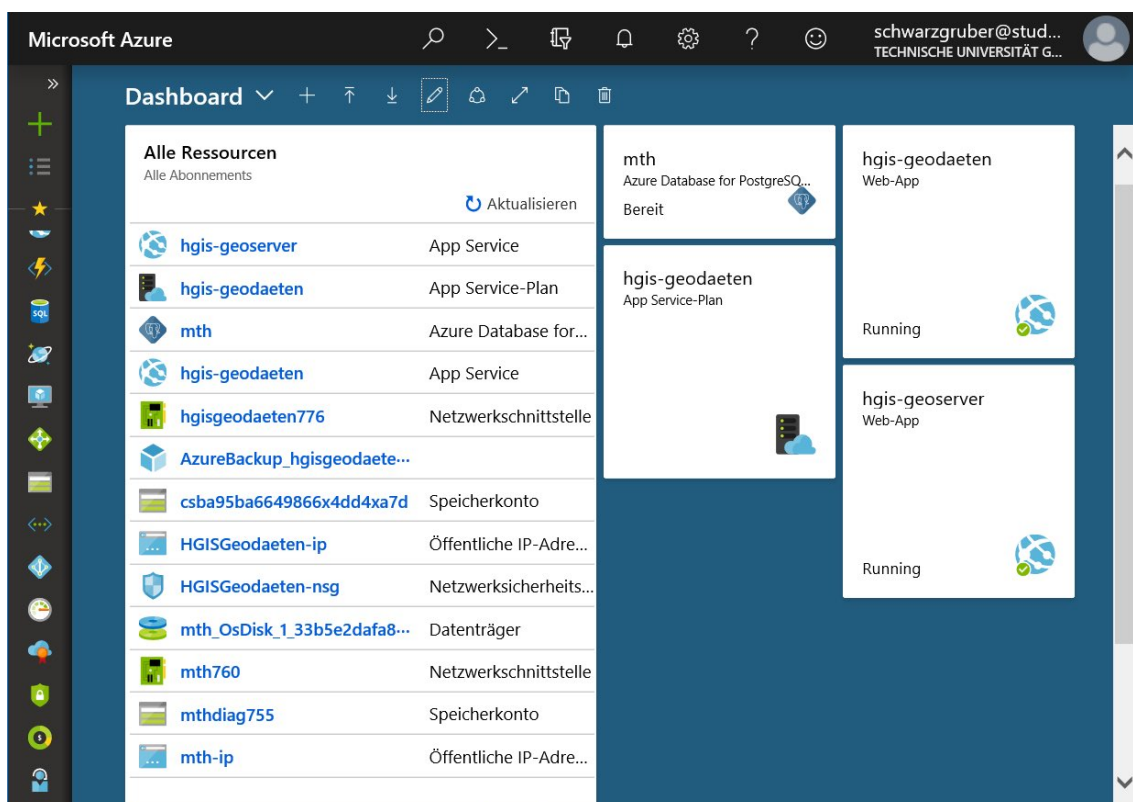 Microsoft Azure
schwarzgruber@stud...
TECHNISCHE UNIVERSITÄT G...
Dashboard
Alle Ressourcen
Alle Abonnements
Aktualisieren
hgis-geoserver App Service
hgis-geodaeten App Service-Plan
mth Azure Database for...
hgis-geodaeten App Service
hgisgeodaeten776 Netzwerkschnittstelle
AzureBackup_hgisgeodaete...
csba95ba6649866x4dd4xa7d Speicherkonto
HGISGeodaeten-ip Öffentliche IP-Adre...
HGISGeodaeten-nsg Netzwerksicherheits...
mth_OsDisk_1_33b5e2dafa8... Datenträger
mth760 Netzwerkschnittstelle
mthdiag755 Speicherkonto
mth-ip Öffentliche IP-Adre...
mth
Azure Database for PostgreSQ...
Bereit
hgis-geodaeten
App Service-Plan
hgis-geodaeten
Web-App
Running
hgis-geoserver
Web-App
Running
SQL